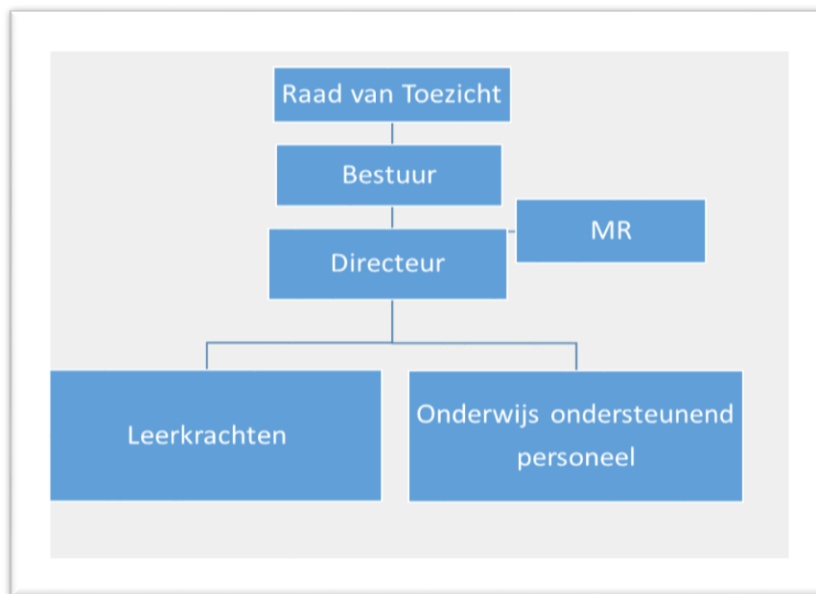 Raad van Toezicht
Bestuur
MR
Directeur
Leerkrachten
Onderwijs ondersteunend
personeel